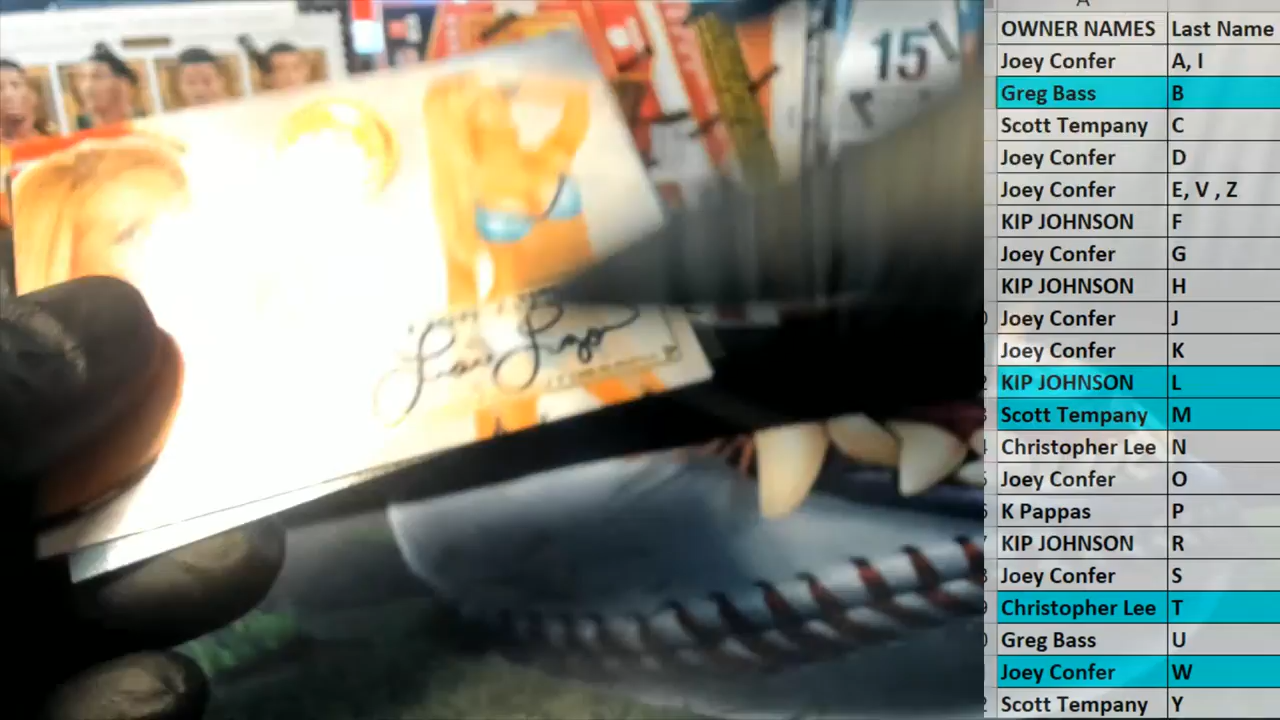 15
A
OWNER NAMES Last Name
Joey Confer A, I
Greg Bass B
Scott Tempany C
Joey Confer D
Joey Confer E, V , Z
KIP JOHNSON F
Joey Confer G
KIP JOHNSON H
Joey Confer J
Joey Confer K
KIP JOHNSON L
Scott Tempany M
Christopher Lee N
Joey Confer O
K Pappas P
KIP JOHNSON R
Joey Confer S
Christopher Lee T
Greg Bass U
Joey Confer W
Scott Tempany Y